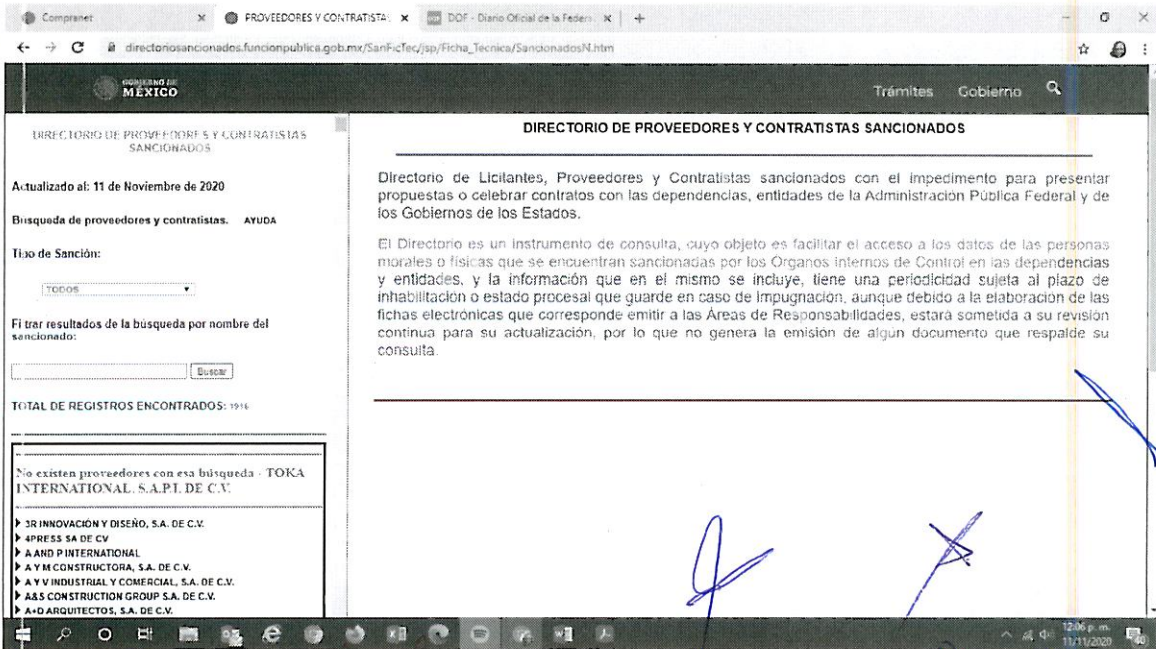 Compranet
PROVEEDORES Y CONTRATISTA
DOF - Diario Oficial de la Federa
directoriosancionados.funcionpublica.gob.mx/SanFicTec/jsp/Ficha_Tecnica/SancionadosN.htm
GOBIERNO DE
MÉXICO
Trámites Gobierno
DIRECTORIO DE PROVEEDORES Y CONTRATISTAS
SANCIONADOS
Actualizado al: 11 de Noviembre de 2020
Búsqueda de proveedores y contratistas. AYUDA
Tipo de Sanción:
TODOS
Filtrar resultados de la búsqueda por nombre del
sancionado:
Buscar
TOTAL DE REGISTROS ENCONTRADOS: 1916
No existen proveedores con esa búsqueda - TOKA
INTERNATIONAL. S.A.P.I. DE C.V.
3R INNOVACIÓN Y DISEÑO, S.A. DE C.V.
4PRESS SA DE CV
A AND P INTERNATIONAL
A Y M CONSTRUCTORA, S.A. DE C.V.
A Y V INDUSTRIAL Y COMERCIAL, S.A. DE C.V.
A&S CONSTRUCTION GROUP S.A. DE C.V.
A+D ARQUITECTOS, S.A. DE C.V.
DIRECTORIO DE PROVEEDORES Y CONTRATISTAS SANCIONADOS
Directorio de Licitantes, Proveedores y Contratistas sancionados con el impedimento para presentar
propuestas o celebrar contratos con las dependencias, entidades de la Administración Pública Federal y de
los Gobiernos de los Estados.
El Directorio es un instrumento de consulta, cuyo objeto es facilitar el acceso a los datos de las personas
morales o físicas que se encuentran sancionadas por los Órganos Internos de Control en las dependencias
y entidades, y la información que en el mismo se incluye, tiene una periodicidad sujeta al plazo de
inhabilitación o estado procesal que guarde en caso de impugnación, aunque debido a la elaboración de las
fichas electrónicas que corresponde emitir a las Áreas de Responsabilidades, estará sometida a su revisión
continua para su actualización, por lo que no genera la emisión de algún documento que respalde su
consulta.
12:06 p. m.
11/11/2020